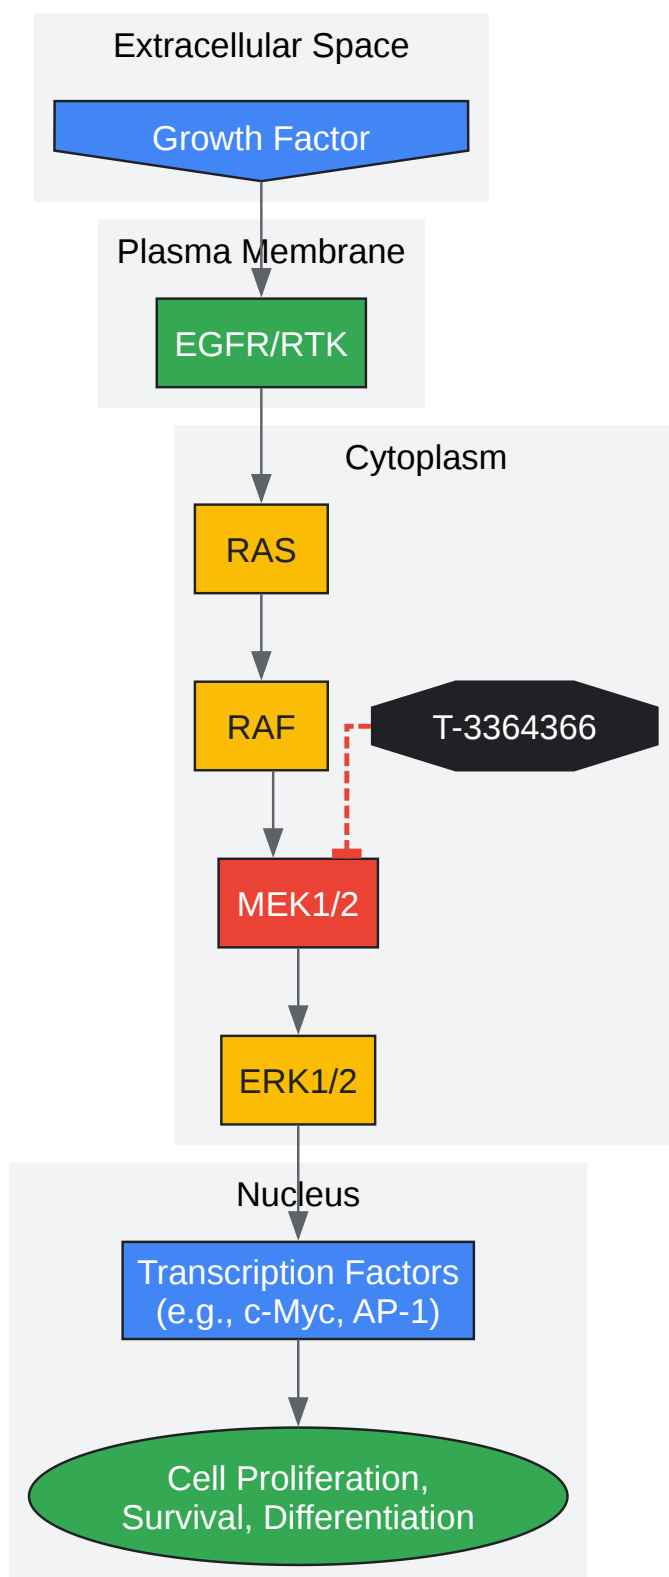 Extracellular Space
Growth Factor
Plasma Membrane
EGFR/RTK
Cytoplasm
RAS
RAF
T-3364366
MEK1/2
ERK1/2
Nucleus
Transcription Factors
(e.g., c-Myc, AP-1)
Cell Proliferation,
Survival, Differentiation